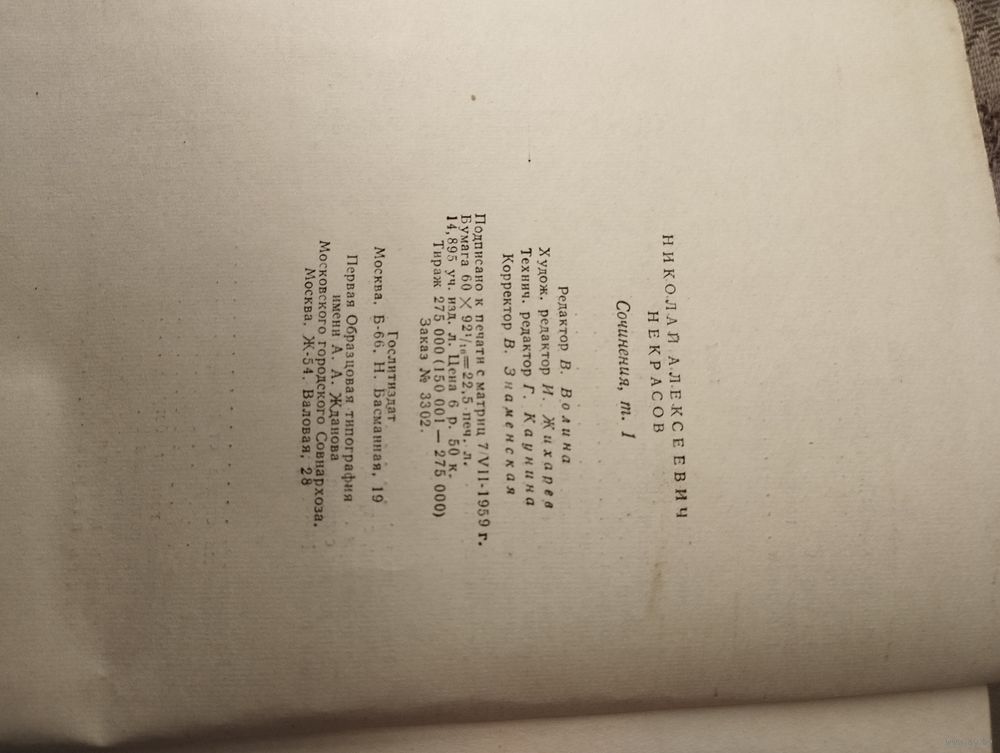 НИКОЛАЙ АЛЕКСЕЕВИЧ
НЕКРАСОВ
Сочинения, т. 1
Редактор В. Волина
Худож. редактор И. Жихарев
Технич. редактор Г. Каунина
Корректор В. Знаменская
Подписано к печати с матриц 7/VII-1959 г.
Бумага 60 × 92¹/₁₆=22,5 печ. л.
14,895 уч. изд. л. Цена 6 р. 50 к.
Тираж 275 000 (150 001 — 275 000)
Заказ № 3302.
Гослитиздат
Москва, Б-66, Н. Басманная, 19
Первая Образцовая типография
имени А. А. Жданова
Московского городского Совнархоза.
Москва, Ж-54, Валовая, 28